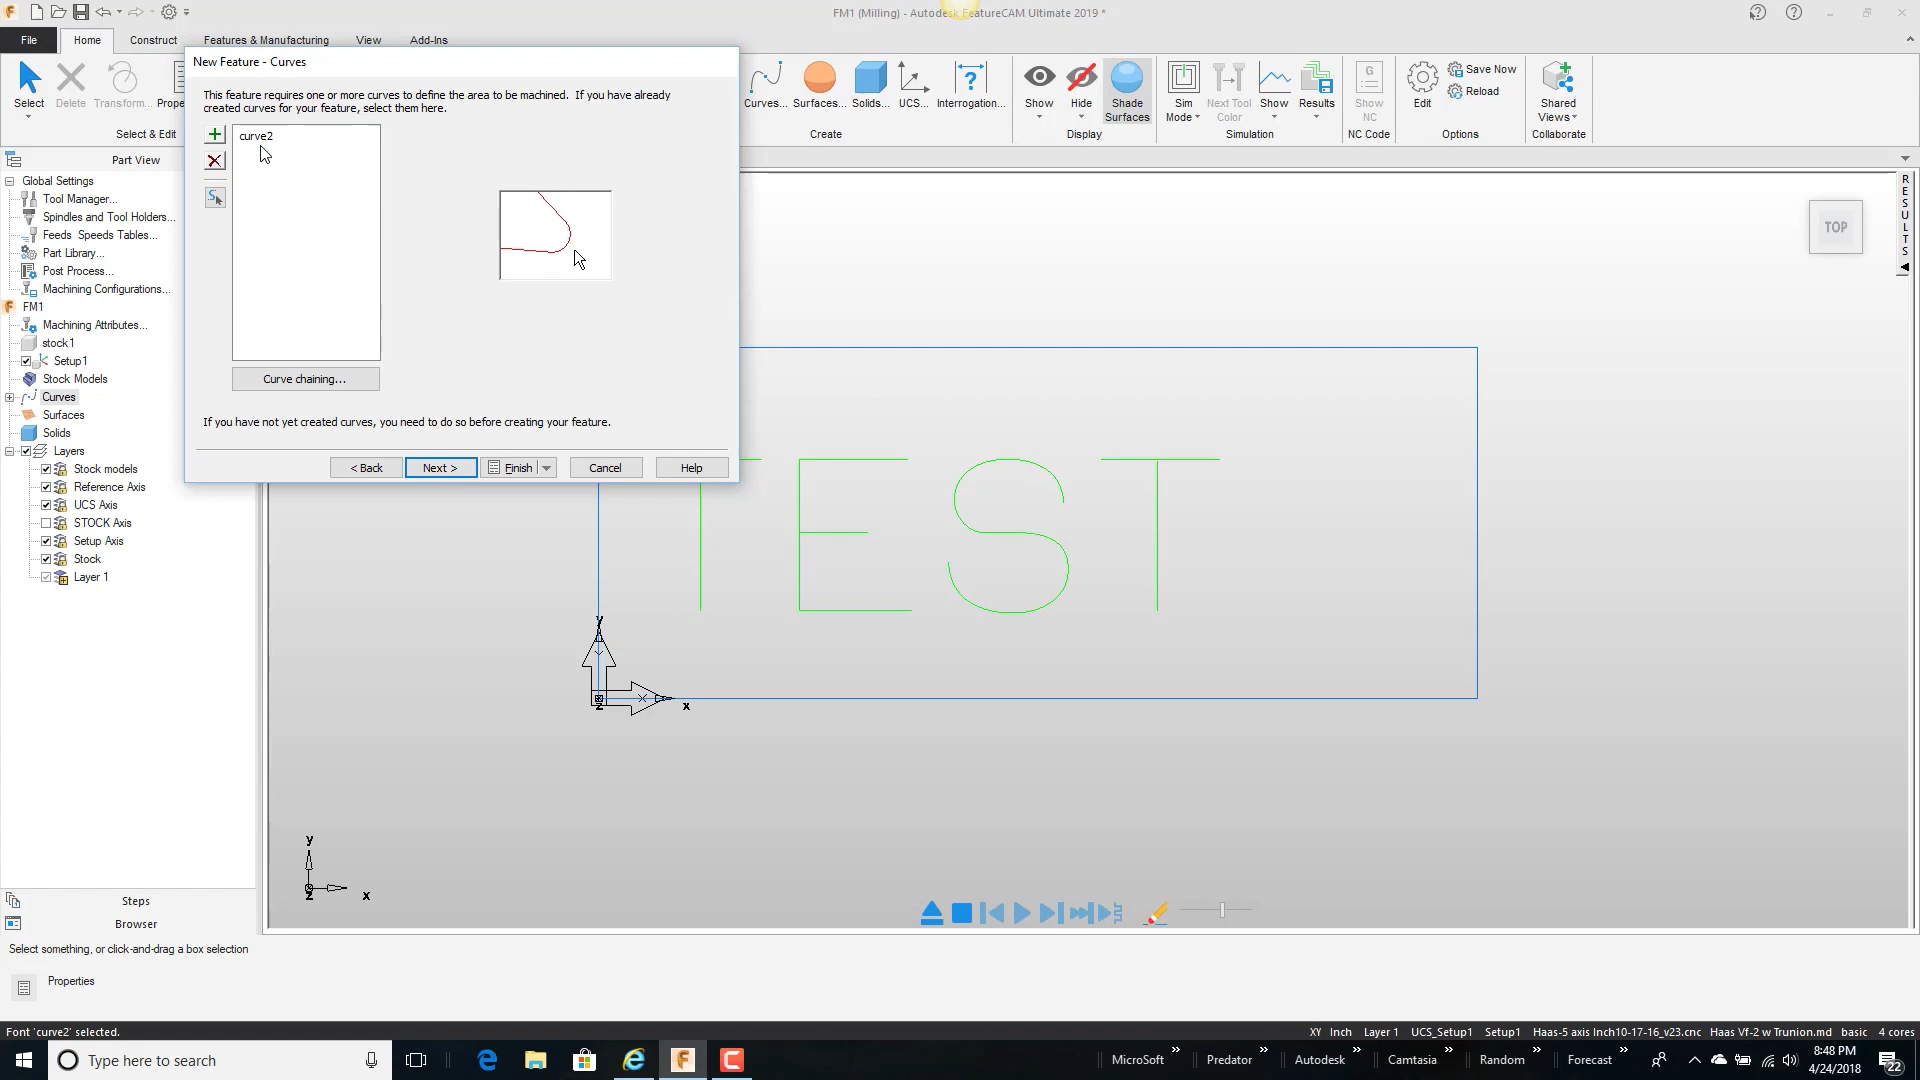 FM1 (Milling) - Autodesk FeatureCAM Ultimate 2019 *
File
Home
Construct
Features & Manufacturing
View
Add-Ins
Select
Delete
Transform...
Select & Edit
Curves...
Surfaces...
Solids...
UCS...
Interrogation...
Create
Show
Hide
Shade
Surfaces
Display
Sim
Mode
Next Tool
Color
Show
Results
Simulation
G
Show
NC
NC Code
Edit
Save Now
Reload
Options
Shared
Views
Collaborate
New Feature - Curves
This feature requires one or more curves to define the area to be machined.  If you have already
created curves for your feature, select them here.
curve2
Curve chaining...
If you have not yet created curves, you need to do so before creating your feature.
< Back
Next >
Finish
Cancel
Help
Part View
Global Settings
Tool Manager...
Spindles and Tool Holders...
Feeds  Speeds Tables...
Part Library...
Post Process...
Machining Configurations...
FM1
Machining Attributes...
stock1
Setup1
Stock Models
Curves
Surfaces
Solids
Layers
Stock models
Reference Axis
UCS Axis
STOCK Axis
Setup Axis
Stock
Layer 1
Steps
Browser
RESULTS
TOP
TEST
Y
X
Z
x
y
z
x
Select something, or click-and-drag a box selection
Properties
Font 'curve2' selected.
XY Inch Layer 1 UCS_Setup1 Setup1 Haas-5 axis Inch10-17-16_v23.cnc Haas Vf-2 w Trunion.md basic 4 cores
Type here to search
MicroSoft
Predator
Autodesk
Camtasia
Random
Forecast
8:48 PM
4/24/2018
22